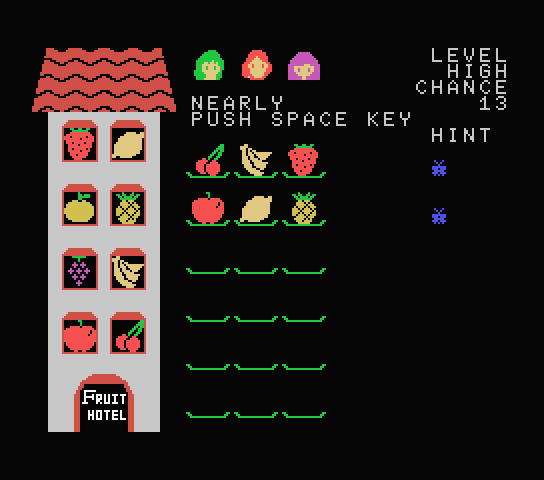 LEVEL
HIGH
CHANCE
13
NEARLY
PUSH SPACE KEY
HINT
FRUIT
HOTEL